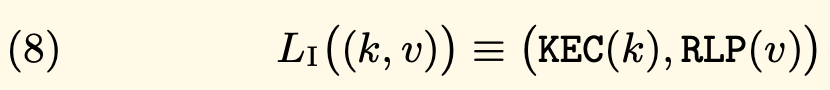 (8) L_I((k, v)) ≡ (KEC(k), RLP(v))